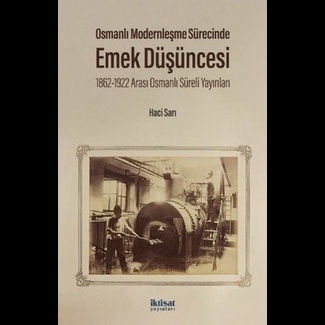 Osmanlı Modernleşme Sürecinde
Emek Düşüncesi
1862-1922 Arası Osmanlı Süreli Yayınları
Haci Sarı
iktisat
yayınları